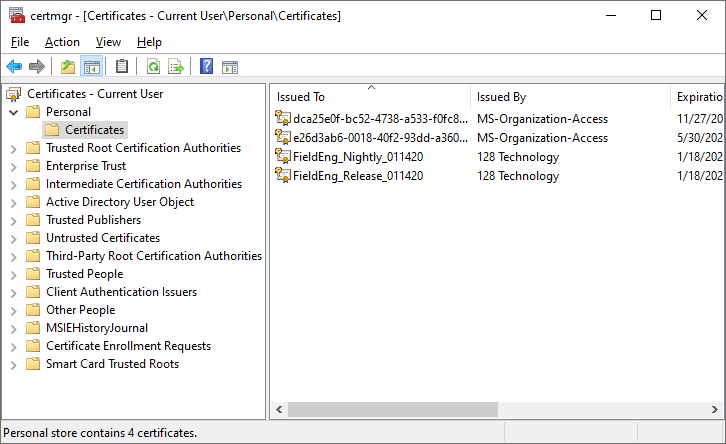 certmgr - [Certificates - Current User\Personal\Certificates]
File Action View Help
Certificates - Current User
Personal
Certificates
Trusted Root Certification Authorities
Enterprise Trust
Intermediate Certification Authorities
Active Directory User Object
Trusted Publishers
Untrusted Certificates
Third-Party Root Certification Authorities
Trusted People
Client Authentication Issuers
Other People
MSIEHistoryJournal
Certificate Enrollment Requests
Smart Card Trusted Roots
Issued To Issued By Expiratio
dca25e0f-bc52-4738-a533-f0fc8... MS-Organization-Access 11/27/20
e26d3ab6-0018-40f2-93dd-a360... MS-Organization-Access 5/30/202
FieldEng_Nightly_011420 128 Technology 1/18/202
FieldEng_Release_011420 128 Technology 1/18/202
Personal store contains 4 certificates.